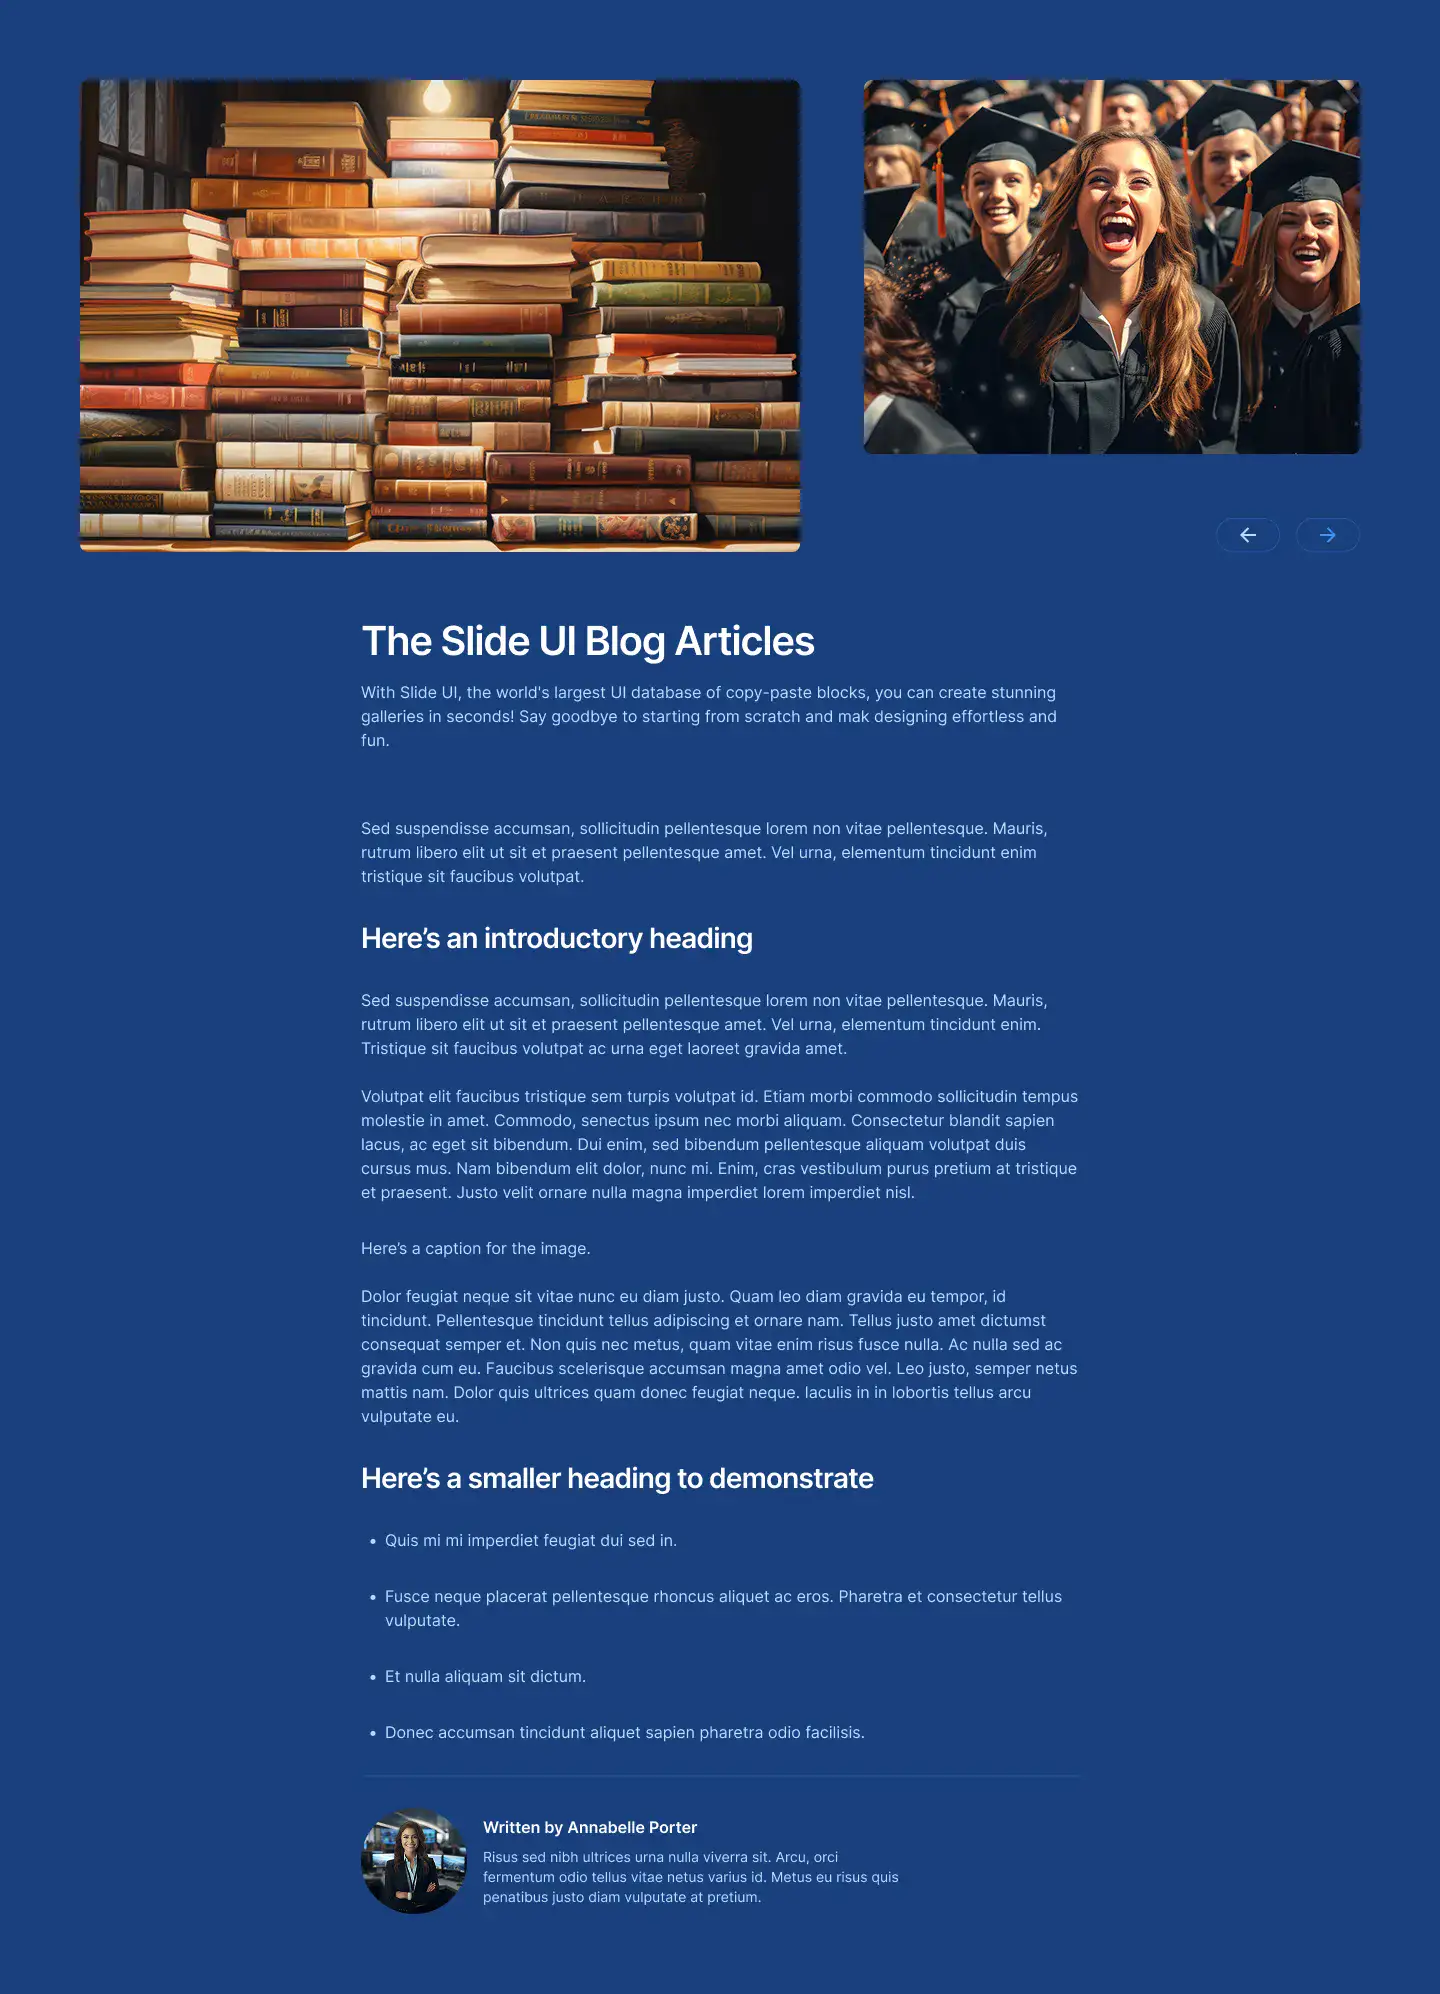 The Slide UI Blog Articles
With Slide UI, the world's largest UI database of copy-paste blocks, you can create stunning
galleries in seconds! Say goodbye to starting from scratch and mak designing effortless and
fun.
Sed suspendisse accumsan, sollicitudin pellentesque lorem non vitae pellentesque. Mauris,
rutrum libero elit ut sit et praesent pellentesque amet. Vel urna, elementum tincidunt enim
tristique sit faucibus volutpat.
Here’s an introductory heading
Sed suspendisse accumsan, sollicitudin pellentesque lorem non vitae pellentesque. Mauris,
rutrum libero elit ut sit et praesent pellentesque amet. Vel urna, elementum tincidunt enim.
Tristique sit faucibus volutpat ac urna eget laoreet gravida amet.
Volutpat elit faucibus tristique sem turpis volutpat id. Etiam morbi commodo sollicitudin tempus
molestie in amet. Commodo, senectus ipsum nec morbi aliquam. Consectetur blandit sapien
lacus, ac eget sit bibendum. Dui enim, sed bibendum pellentesque aliquam volutpat duis
cursus mus. Nam bibendum elit dolor, nunc mi. Enim, cras vestibulum purus pretium at tristique
et praesent. Justo velit ornare nulla magna imperdiet lorem imperdiet nisl.
Here’s a caption for the image.
Dolor feugiat neque sit vitae nunc eu diam justo. Quam leo diam gravida eu tempor, id
tincidunt. Pellentesque tincidunt tellus adipiscing et ornare nam. Tellus justo amet dictumst
consequat semper et. Non quis nec metus, quam vitae enim risus fusce nulla. Ac nulla sed ac
gravida cum eu. Faucibus scelerisque accumsan magna amet odio vel. Leo justo, semper netus
mattis nam. Dolor quis ultrices quam donec feugiat neque. Iaculis in in lobortis tellus arcu
vulputate eu.
Here’s a smaller heading to demonstrate
• Quis mi mi imperdiet feugiat dui sed in.
• Fusce neque placerat pellentesque rhoncus aliquet ac eros. Pharetra et consectetur tellus
vulputate.
• Et nulla aliquam sit dictum.
• Donec accumsan tincidunt aliquet sapien pharetra odio facilisis.
Written by Annabelle Porter
Risus sed nibh ultrices urna nulla viverra sit. Arcu, orci
fermentum odio tellus vitae netus varius id. Metus eu risus quis
penatibus justo diam vulputate at pretium.